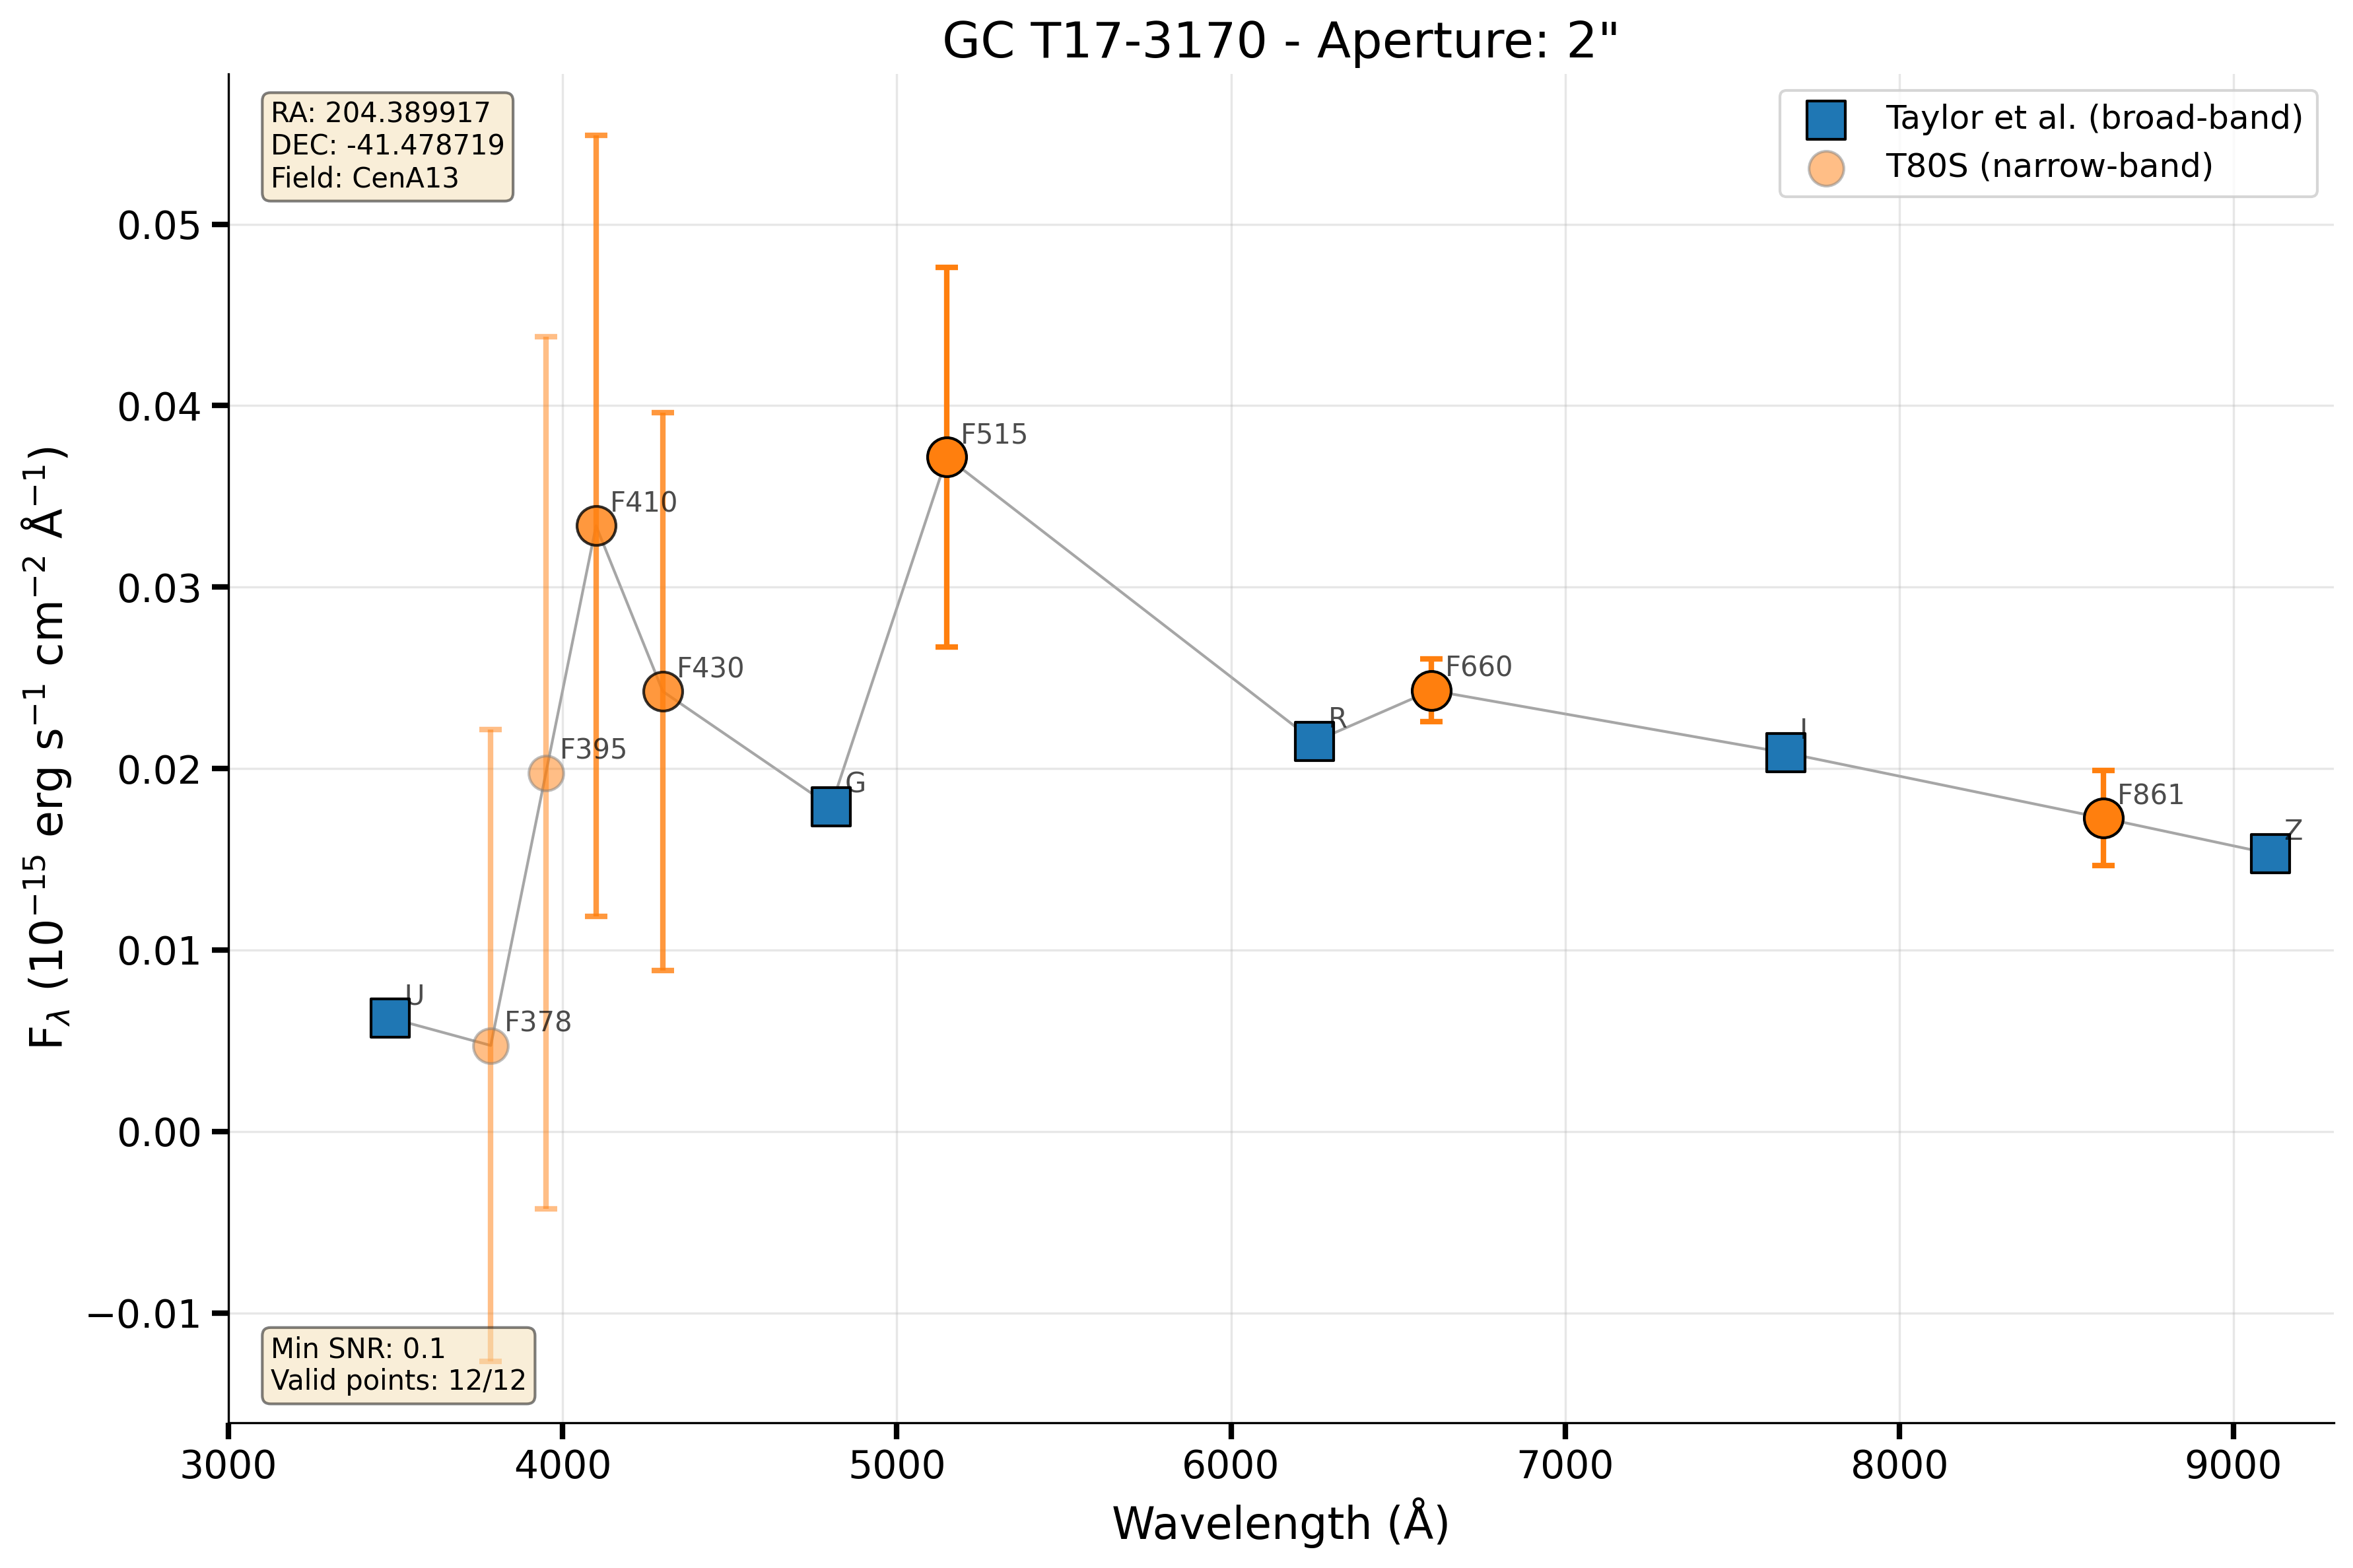 GC T17-3170 - Aperture: 2"
RA: 204.389917
DEC: -41.478719
Field: CenA13
Taylor et al. (broad-band)
T80S (narrow-band)
F_λ (10⁻¹⁵ erg s⁻¹ cm⁻² Å⁻¹)
0.05
0.04
0.03
0.02
0.01
0.00
−0.01
U
F378
F395
F410
F430
G
F515
R
F660
I
F861
Z
Min SNR: 0.1
Valid points: 12/12
3000 4000 5000 6000 7000 8000 9000
Wavelength (Å)